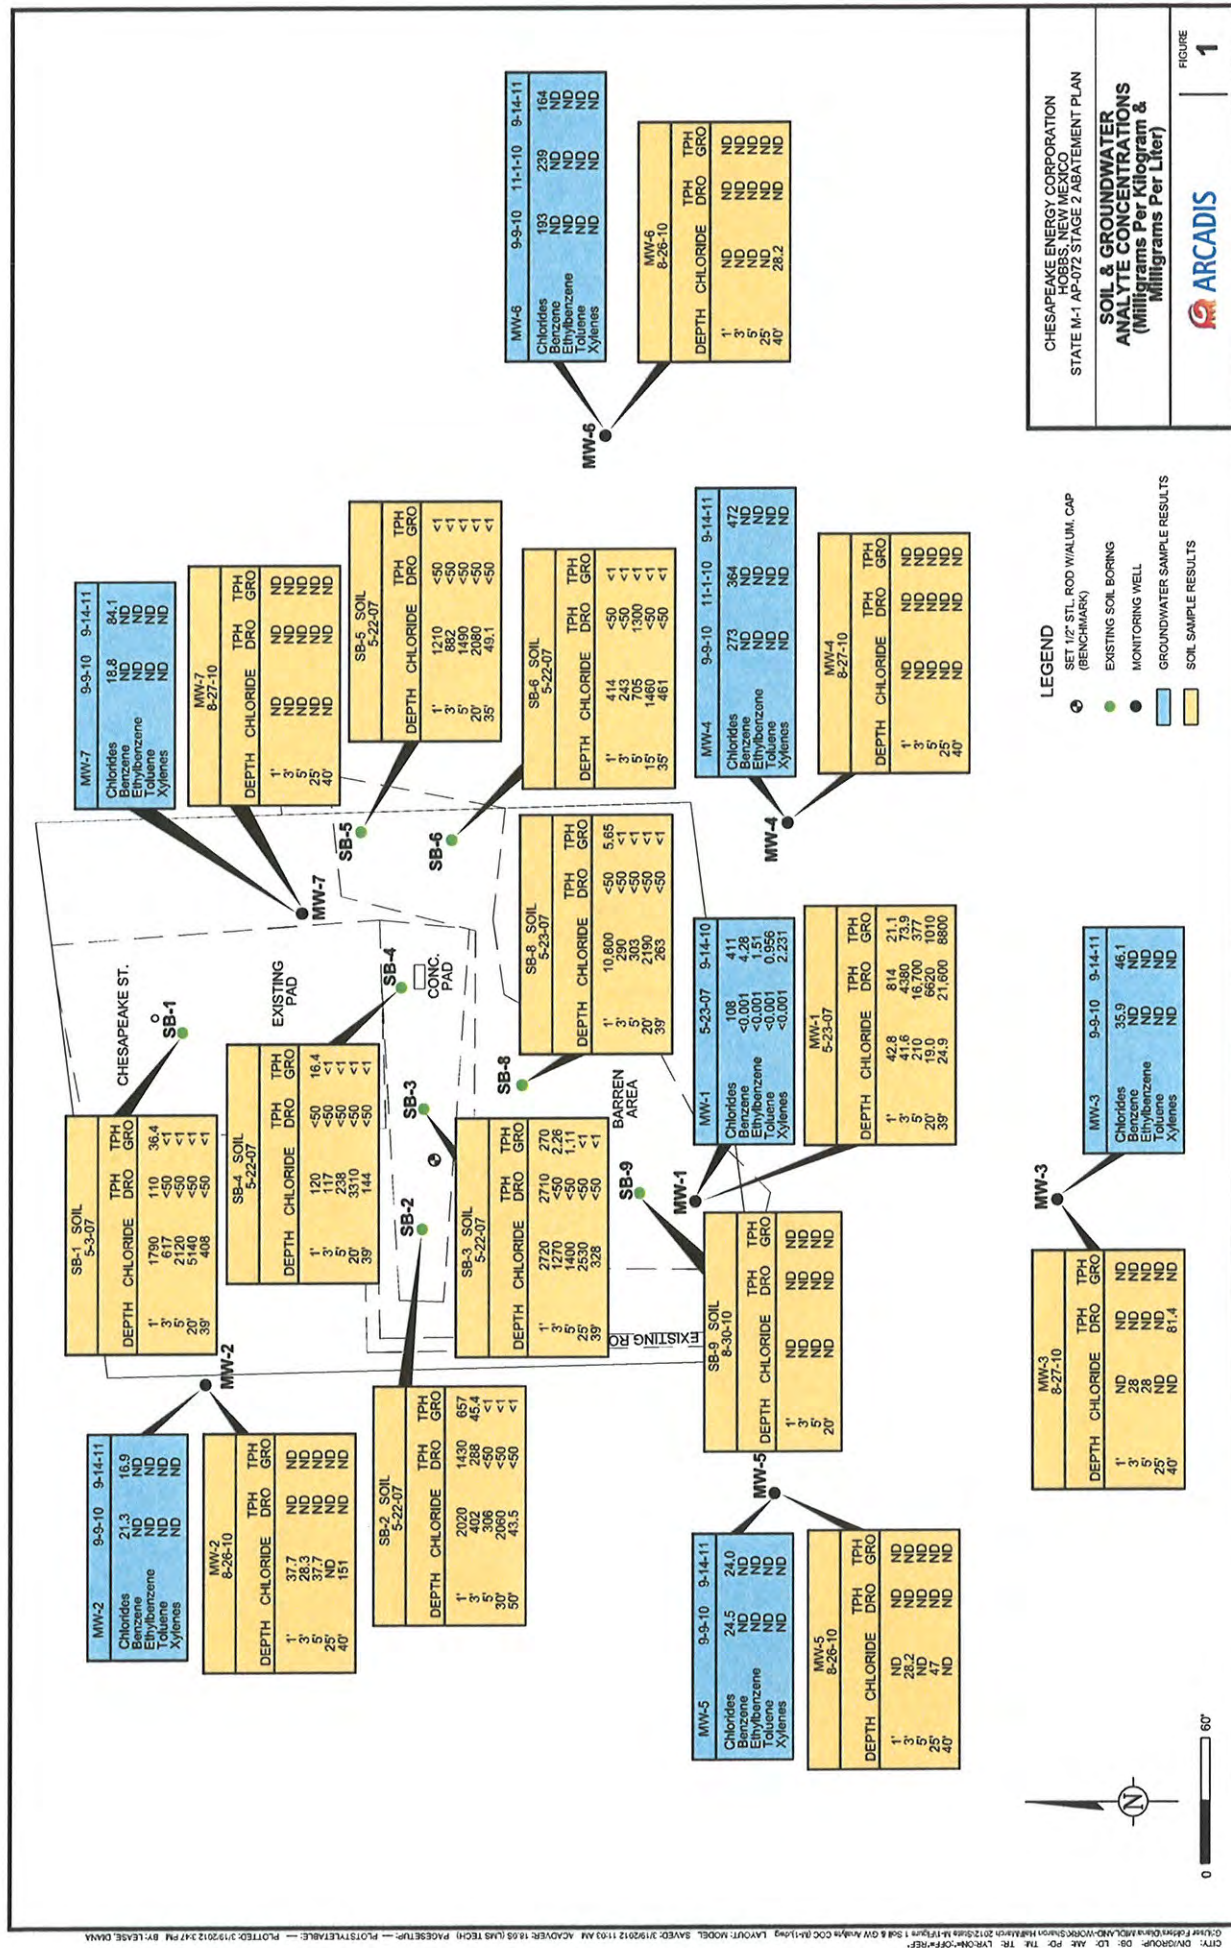 MW-2 9-9-10 9-14-11
Chlorides 21.3 16.9
Benzene ND ND
Ethylbenzene ND ND
Toluene ND ND
Xylenes ND ND
MW-2
8-26-10
DEPTH CHLORIDE TPH DRO TPH GRO
1' 37.7 ND ND
3' 28.3 ND ND
5' 37.7 ND ND
25' ND ND ND
40' 151 ND ND
MW-2
SB-1 SOIL
5-3-07
DEPTH CHLORIDE TPH DRO TPH GRO
1' 1790 110 36.4
3' 617 <50 <1
5' 2120 <50 <1
20' 5140 <50 <1
39' 408 <50 <1
CHESAPEAKE ST.
SB-1
EXISTING
PAD
MW-7 9-9-10 9-14-11
Chlorides 18.8 84.1
Benzene ND ND
Ethylbenzene ND ND
Toluene ND ND
Xylenes ND ND
MW-7
8-27-10
DEPTH CHLORIDE TPH DRO TPH GRO
1' ND ND ND
3' ND ND ND
5' ND ND ND
25' ND ND ND
40' ND ND ND
MW-7
SB-4 SOIL
5-22-07
DEPTH CHLORIDE TPH DRO TPH GRO
1' 120 <50 16.4
3' 117 <50 <1
5' 238 <50 <1
20' 3310 <50 <1
39' 144 <50 <1
SB-4
CONC.
PAD
SB-5 SOIL
5-22-07
DEPTH CHLORIDE TPH DRO TPH GRO
1' 1210 <50 <1
3' 882 <50 <1
5' 1490 <50 <1
20' 2080 <50 <1
35' 49.1 <50 <1
SB-5
SB-2 SOIL
5-22-07
DEPTH CHLORIDE TPH DRO TPH GRO
1' 2020 1430 657
3' 402 288 45.4
5' 306 <50 <1
30' 2060 <50 <1
50' 43.5 <50 <1
SB-2
SB-3
SB-3 SOIL
5-22-07
DEPTH CHLORIDE TPH DRO TPH GRO
1' 2720 2710 270
3' 1270 <50 2.26
5' 1400 <50 1.11
25' 2530 <50 <1
39' 328 <50 <1
SB-6
SB-6 SOIL
5-22-07
DEPTH CHLORIDE TPH DRO TPH GRO
1' 414 <50 <1
3' 243 <50 <1
5' 705 1300 <1
15' 1460 <50 <1
35' 461 <50 <1
SB-8 SOIL
5-23-07
DEPTH CHLORIDE TPH DRO TPH GRO
1' 10,800 <50 5.65
3' 290 <50 <1
5' 303 <50 <1
20' 2190 <50 <1
39' 263 <50 <1
SB-8
BARREN
AREA
EXISTING RO
SB-9
SB-9 SOIL
8-30-10
DEPTH CHLORIDE TPH DRO TPH GRO
1' ND ND ND
3' ND ND ND
5' ND ND ND
20' ND ND ND
MW-6 9-9-10 11-1-10 9-14-11
Chlorides 193 239 164
Benzene ND ND ND
Ethylbenzene ND ND ND
Toluene ND ND ND
Xylenes ND ND ND
MW-6
MW-6
8-26-10
DEPTH CHLORIDE TPH DRO TPH GRO
1' ND ND ND
3' ND ND ND
5' ND ND ND
25' ND ND ND
40' 28.2 ND ND
MW-1
MW-1 5-23-07 9-14-10
Chlorides 108 411
Benzene <0.001 4.28
Ethylbenzene <0.001 1.51
Toluene <0.001 0.956
Xylenes <0.001 2.231
MW-1
5-23-07
DEPTH CHLORIDE TPH DRO TPH GRO
1' 42.8 814 21.1
3' 41.6 4380 73.9
5' 210 16,700 377
20' 19.0 6620 1010
39' 24.9 21,600 8800
MW-4 9-9-10 11-1-10 9-14-11
Chlorides 273 364 472
Benzene ND ND ND
Ethylbenzene ND ND ND
Toluene ND ND ND
Xylenes ND ND ND
MW-4
MW-4
8-27-10
DEPTH CHLORIDE TPH DRO TPH GRO
1' ND ND ND
3' ND ND ND
5' ND ND ND
25' ND ND ND
40' ND ND ND
MW-5 9-9-10 9-14-11
Chlorides 24.5 24.0
Benzene ND ND
Ethylbenzene ND ND
Toluene ND ND
Xylenes ND ND
MW-5
MW-5
8-26-10
DEPTH CHLORIDE TPH DRO TPH GRO
1' ND ND ND
3' 28.2 ND ND
5' ND ND ND
25' 47 ND ND
40' ND ND ND
MW-3
8-27-10
DEPTH CHLORIDE TPH DRO TPH GRO
1' ND ND ND
3' 28 ND ND
5' 28 ND ND
25' ND ND ND
40' ND 81.4 ND
MW-3
MW-3 9-9-10 9-14-11
Chlorides 35.9 46.1
Benzene ND ND
Ethylbenzene ND ND
Toluene ND ND
Xylenes ND ND
N
0 60'
LEGEND
SET 1/2" STL. ROD W/ALUM. CAP
(BENCHMARK)
EXISTING SOIL BORING
MONITORING WELL
GROUNDWATER SAMPLE RESULTS
SOIL SAMPLE RESULTS
CHESAPEAKE ENERGY CORPORATION
HOBBS, NEW MEXICO
STATE M-1 AP-072 STAGE 2 ABATEMENT PLAN
SOIL & GROUNDWATER
ANALYTE CONCENTRATIONS
(Milligrams Per Kilogram &
Milligrams Per Liter)
ARCADIS
FIGURE
1